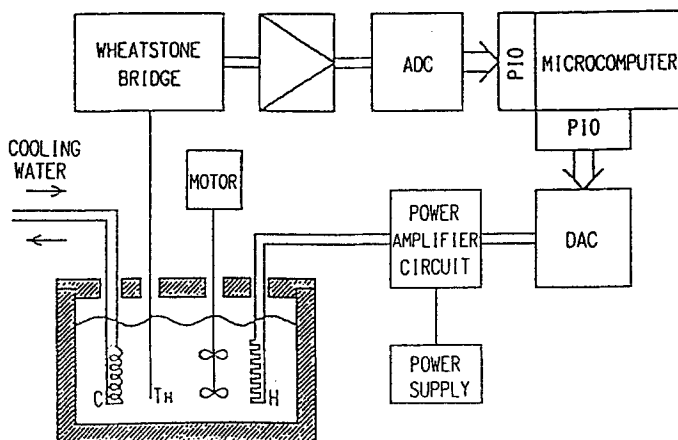 WHEATSTONE
BRIDGE
ADC
PIO
MICROCOMPUTER
PIO
COOLING
WATER
MOTOR
POWER
AMPLIFIER
CIRCUIT
DAC
POWER
SUPPLY
C
TH
H